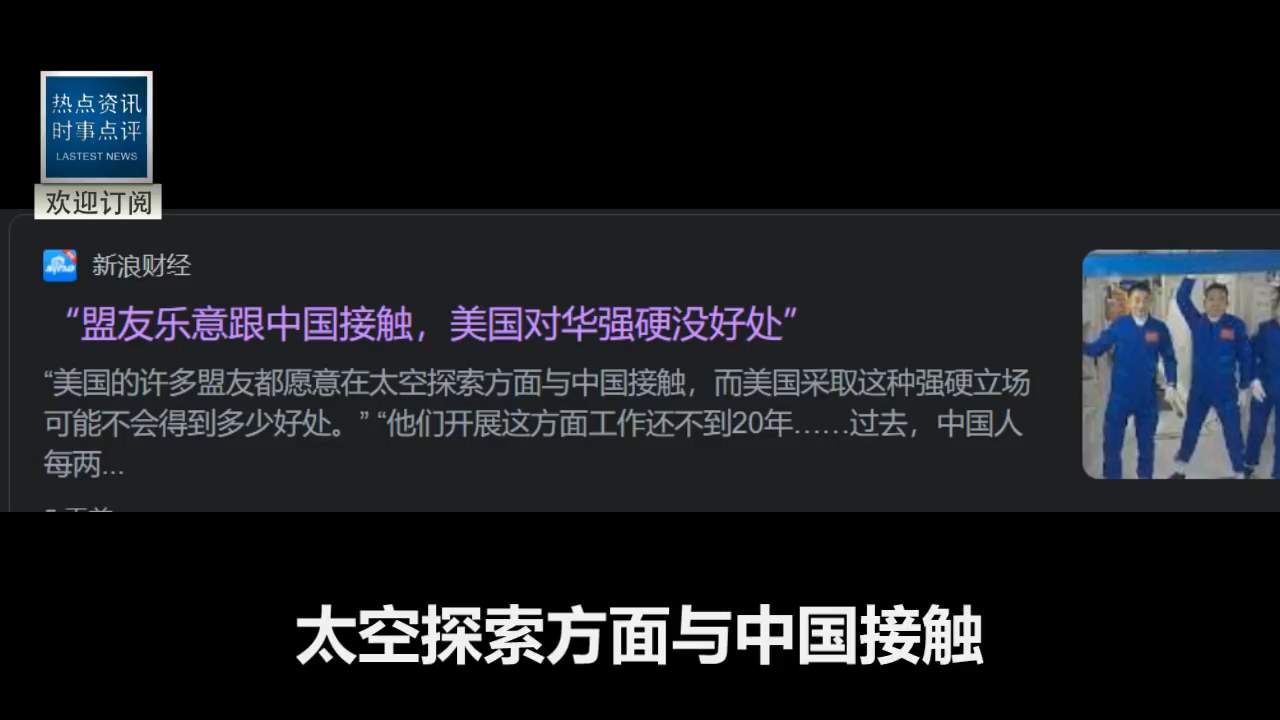 热点资讯
时事点评
LASTEST NEWS
欢迎订阅
新浪财经
“盟友乐意跟中国接触，美国对华强硬没好处”
“美国的许多盟友都愿意在太空探索方面与中国接触，而美国采取这种强硬立场
可能不会得到多少好处。” “他们开展这方面工作还不到20年……过去，中国人
每两...
太空探索方面与中国接触